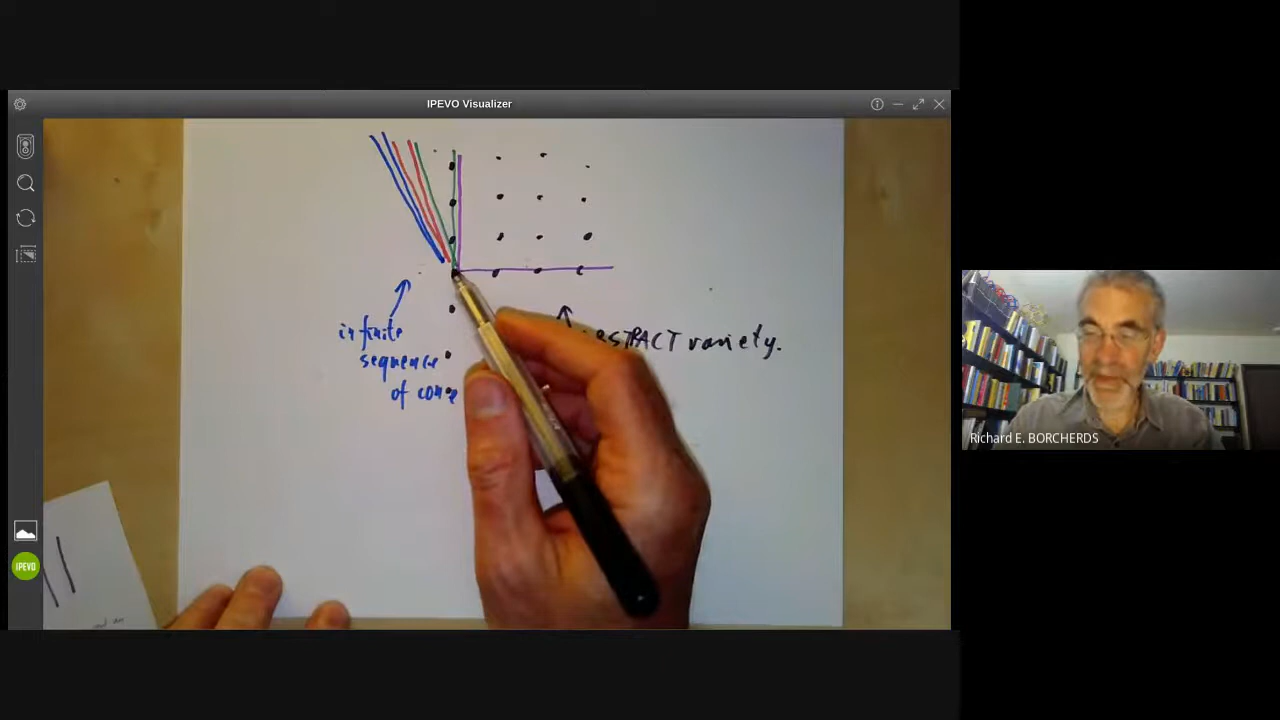 IPEVO Visualizer
infinite
sequence
of cone
variety.
Richard E. BORCHERDS
IPEVO